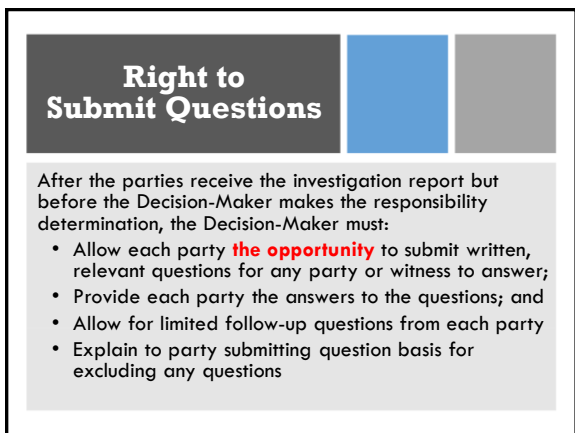 Right to
Submit Questions
After the parties receive the investigation report but
before the Decision-Maker makes the responsibility
determination, the Decision-Maker must:
• Allow each party the opportunity to submit written,
relevant questions for any party or witness to answer;
• Provide each party the answers to the questions; and
• Allow for limited follow-up questions from each party
• Explain to party submitting question basis for
excluding any questions